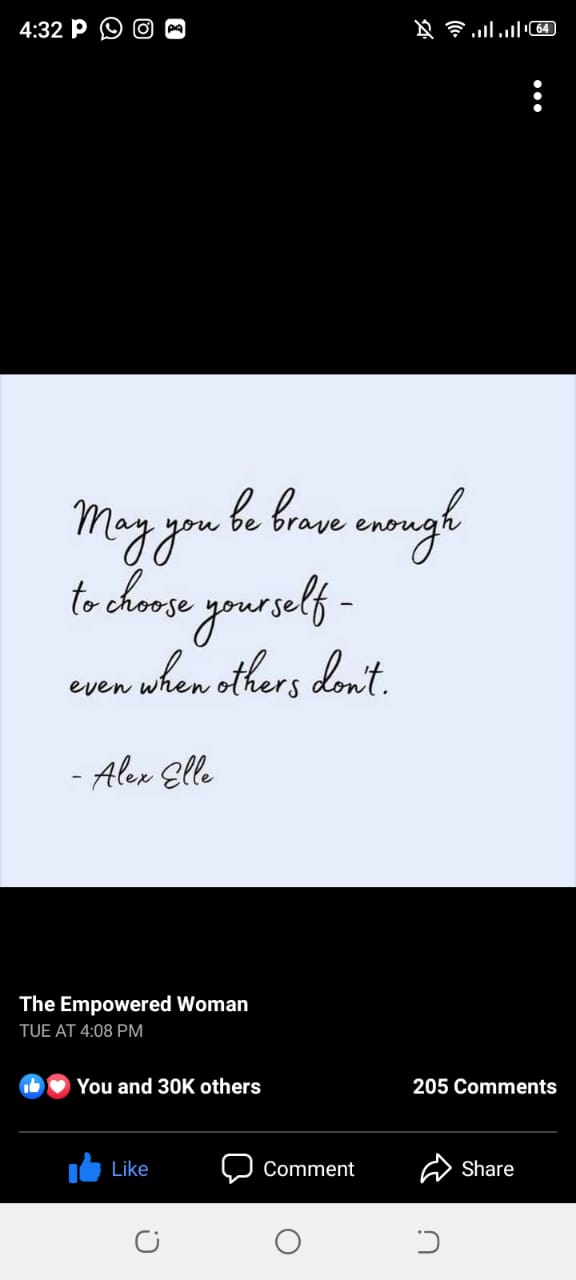 4:32
64
May you be brave enough
to choose yourself -
even when others don't.
- Alex Elle
The Empowered Woman
TUE AT 4:08 PM
You and 30K others 205 Comments
Like Comment Share